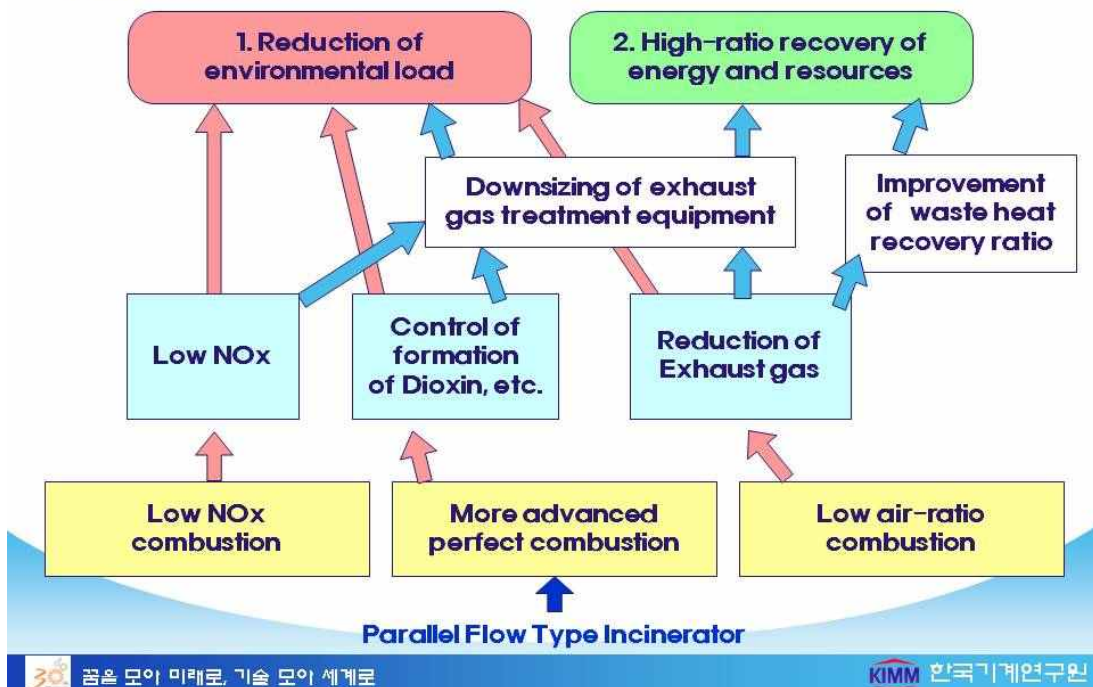 1. Reduction of
environmental load
2. High-ratio recovery of
energy and resources
Downsizing of exhaust
gas treatment equipment
Improvement
of waste heat
recovery ratio
Low NOx
Control of
formation
of Dioxin, etc.
Reduction of
Exhaust gas
Low NOx
combustion
More advanced
perfect combustion
Low air-ratio
combustion
Parallel Flow Type Incinerator
30 꿈을 모아 미래로, 기술 모아 세계로
KIMM 한국기계연구원